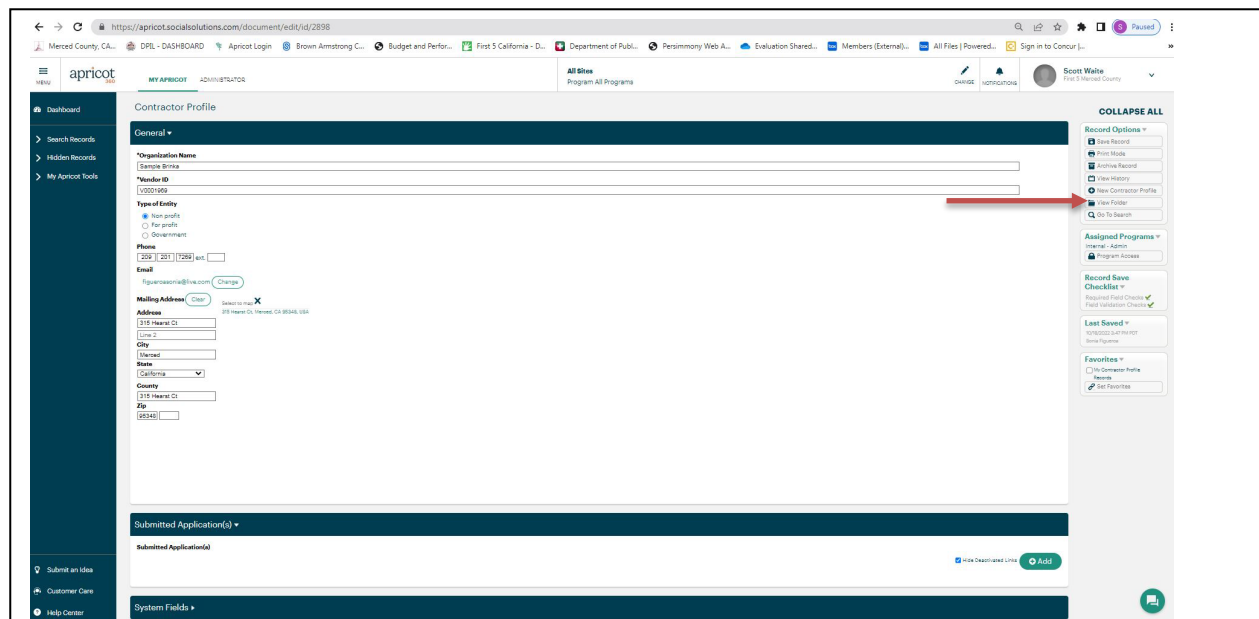 https://apricot.socialsolutions.com/document/edit/id/2898
Paused
Merced County, CA...
DPIL - DASHBOARD
Apricot Login
Brown Armstrong C...
Budget and Perfor...
First 5 California - D...
Department of Publ...
Persimmony Web A...
Evaluation Shared...
Members (External)...
All Files | Powered...
Sign in to Concur |...
»
MENU
apricot
360
MY APRICOT
ADMINISTRATOR
All Sites
Program All Programs
CHANGE
NOTIFICATIONS
Scott Waite
First 5 Merced County
Dashboard
Search Records
Hidden Records
My Apricot Tools
Submit an Idea
Customer Care
Help Center
Contractor Profile
General
*Organization Name
Sample Brinka
*Vendor ID
V0001969
Type of Entity
Non profit
For profit
Government
Phone
209 201 7269 ext.
Email
figueroasonia@live.com Change
Mailing Address Clear Select to map X
Address 315 Hearst Ct, Merced, CA 95348, USA
315 Hearst Ct
Line 2
City
Merced
State
California
County
315 Hearst Ct
Zip
95348
Submitted Application(s)
Submitted Application(s)
Hide Deactivated Links
Add
System Fields
COLLAPSE ALL
Record Options
Save Record
Print Mode
Archive Record
View History
New Contractor Profile
View Folder
Go To Search
Assigned Programs
Internal - Admin
Program Access
Record Save
Checklist
Required Field Checks
Field Validation Checks
Last Saved
Sonia Figueroa
Favorites
My Contractor Profile
Records
Set Favorites